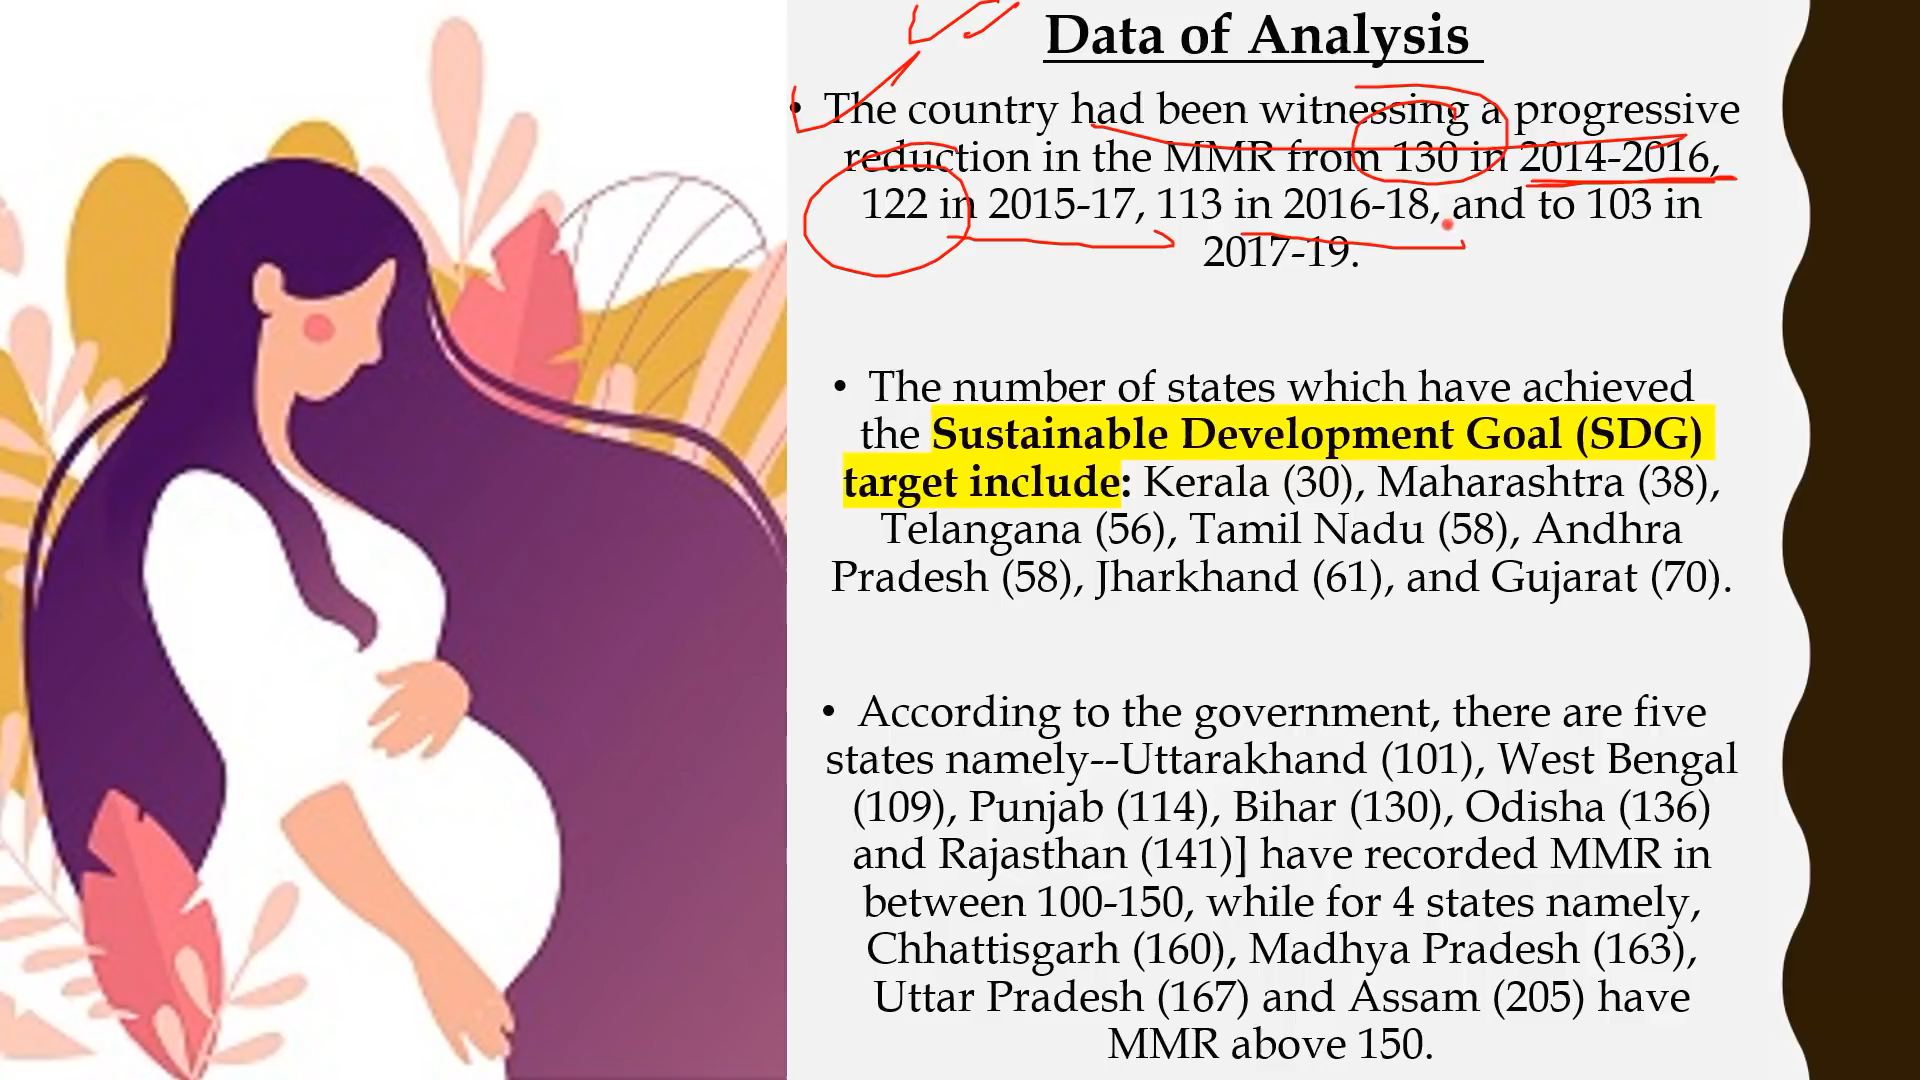 Data of Analysis
• The country had been witnessing a progressive
reduction in the MMR from 130 in 2014-2016,
122 in 2015-17, 113 in 2016-18, and to 103 in
2017-19.
• The number of states which have achieved
the Sustainable Development Goal (SDG)
target include: Kerala (30), Maharashtra (38),
Telangana (56), Tamil Nadu (58), Andhra
Pradesh (58), Jharkhand (61), and Gujarat (70).
• According to the government, there are five
states namely--Uttarakhand (101), West Bengal
(109), Punjab (114), Bihar (130), Odisha (136)
and Rajasthan (141)] have recorded MMR in
between 100-150, while for 4 states namely,
Chhattisgarh (160), Madhya Pradesh (163),
Uttar Pradesh (167) and Assam (205) have
MMR above 150.